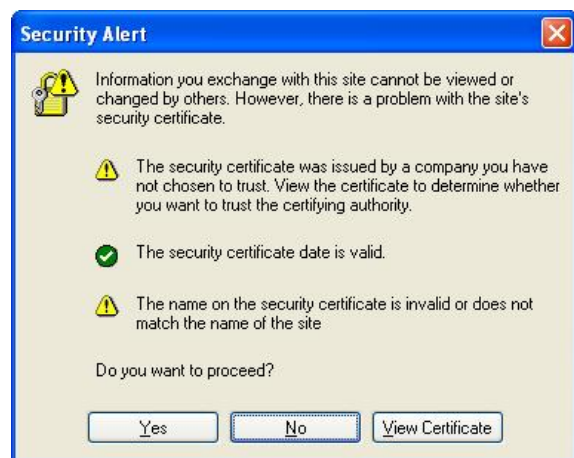 Security Alert
Information you exchange with this site cannot be viewed or
changed by others. However, there is a problem with the site's
security certificate.
The security certificate was issued by a company you have
not chosen to trust. View the certificate to determine whether
you want to trust the certifying authority.
The security certificate date is valid.
The name on the security certificate is invalid or does not
match the name of the site
Do you want to proceed?
Yes No View Certificate